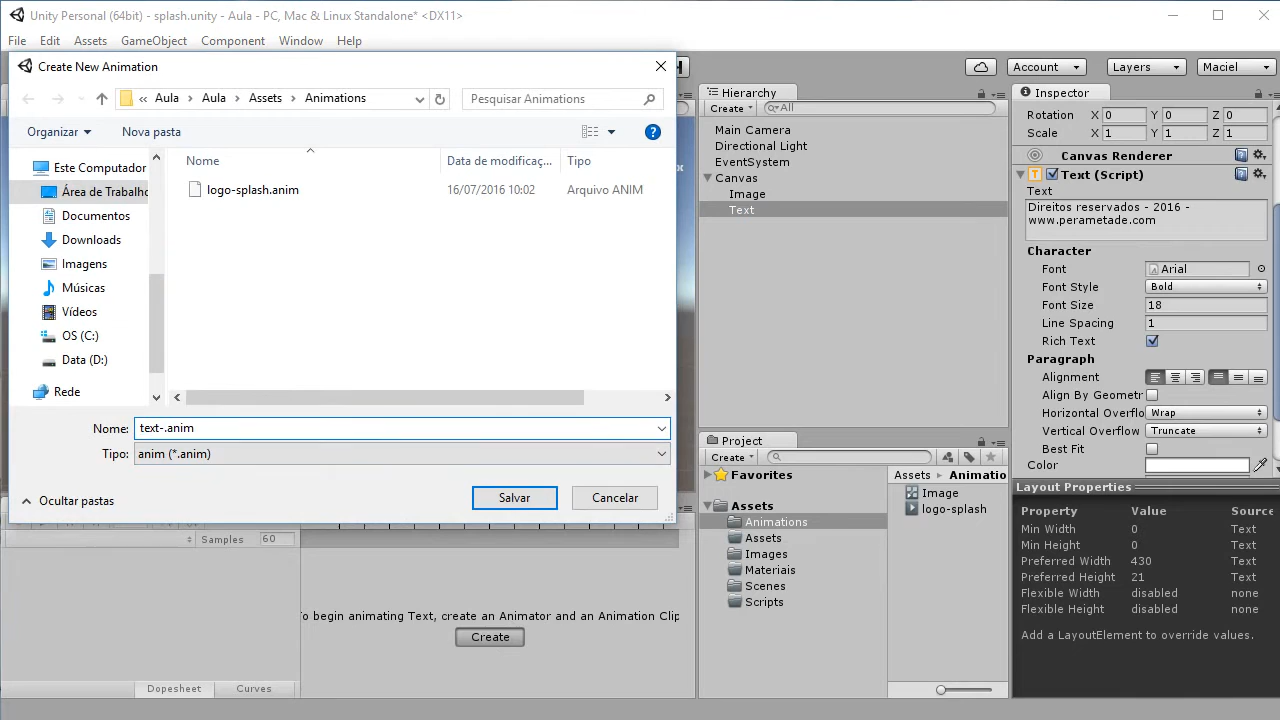 Unity Personal (64bit) - splash.unity - Aula - PC, Mac & Linux Standalone* <DX11>
File Edit Assets GameObject Component Window Help
Create New Animation
Account Layers Maciel
« Aula › Aula › Assets › Animations
Pesquisar Animations
Organizar Nova pasta
Este Computador
Área de Trabalho
Documentos
Downloads
Imagens
Músicas
Vídeos
OS (C:)
Data (D:)
Rede
Nome Data de modificaç... Tipo
logo-splash.anim 16/07/2016 10:02 Arquivo ANIM
Nome: text-.anim
Tipo: anim (*.anim)
Ocultar pastas
Salvar Cancelar
Samples 60
To begin animating Text, create an Animator and an Animation Clip
Create
Dopesheet Curves
Hierarchy
Create All
Main Camera
Directional Light
EventSystem
Canvas
Image
Text
Project
Create
Favorites
Assets
Animations
Assets
Images
Materiais
Scenes
Scripts
Assets Animatio
Image
logo-splash
Inspector
Rotation X 0 Y 0 Z 0
Scale X 1 Y 1 Z 1
Canvas Renderer
Text (Script)
Text
Direitos reservados - 2016 -
www.perametade.com
Character
Font Arial
Font Style Bold
Font Size 18
Line Spacing 1
Rich Text
Paragraph
Alignment
Align By Geometr
Horizontal Overflo Wrap
Vertical Overflow Truncate
Best Fit
Color
Layout Properties
Property Value Source
Min Width 0 Text
Min Height 0 Text
Preferred Width 430 Text
Preferred Height 21 Text
Flexible Width disabled none
Flexible Height disabled none
Add a LayoutElement to override values.